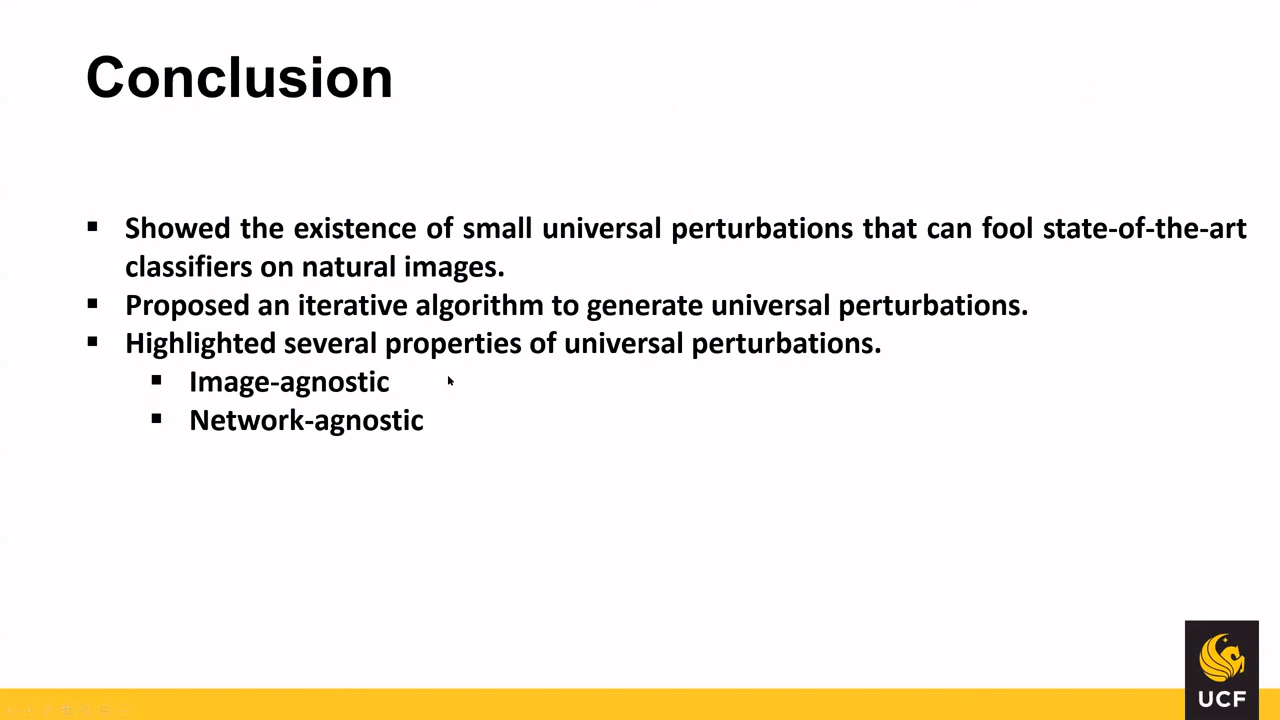 Conclusion
▪ Showed the existence of small universal perturbations that can fool state-of-the-art
classifiers on natural images.
▪ Proposed an iterative algorithm to generate universal perturbations.
▪ Highlighted several properties of universal perturbations.
▪ Image-agnostic
▪ Network-agnostic
UCF